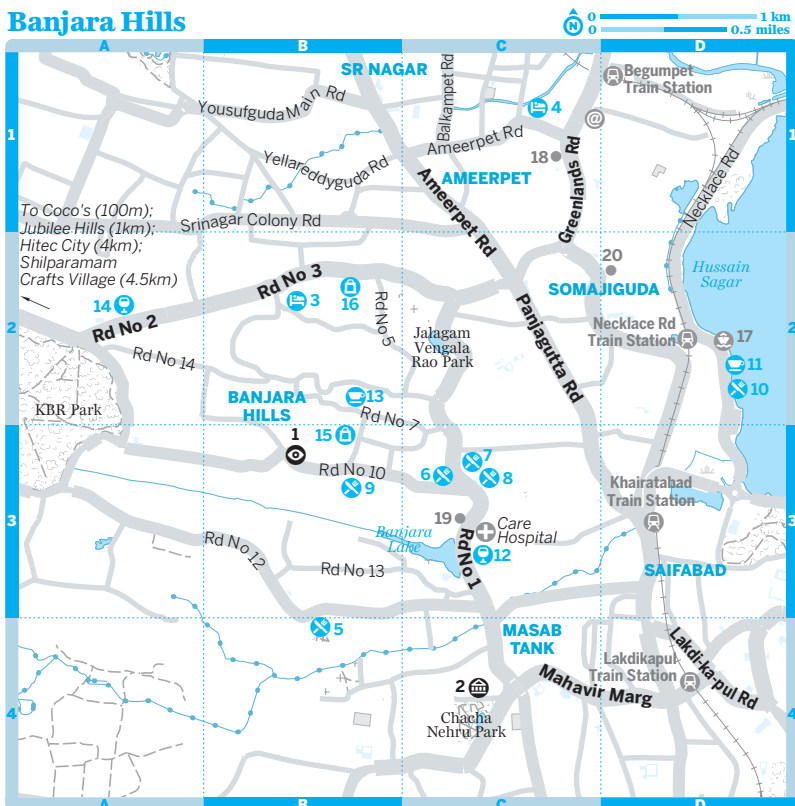 Banjara Hills
N
0 1 km
0 0.5 miles
A B C D
SR NAGAR
Begumpet
Train Station
Balkampet Rd
4
Yousufguda Main Rd
@
1
1
Ameerpet Rd
18
Yellareddyguda Rd
AMEERPET
Greenlanps Rd
Necklace Rd
Ameerpet Rd
To Coco's (100m);
Jubilee Hills (1km);
Hitec City (4km);
Shilparamam
Crafts Village (4.5km)
Srinagar Colony Rd
20
Hussain
Sagar
Rd No 3
SOMAJIGUDA
14
3
16
Rd No 5
Panjagutta Rd
2
2
Rd No 2
Jalagam
Vengala
Rao Park
Necklace Rd
Train Station
17
Rd No 14
11
10
KBR Park
BANJARA
HILLS
13
Rd No 7
1
15
7
6
8
Rd No 10
9
Khairatabad
Train Station
3
3
19
Care
Hospital
Banjara
Lake
Rd No 12
Rd No 1
12
Rd No 13
SAIFABAD
5
MASAB
TANK
Lakdi-ka-pul Rd
Lakdikapul
Train Station
2
Mahavir Marg
4
4
Chacha
Nehru Park
A B C D